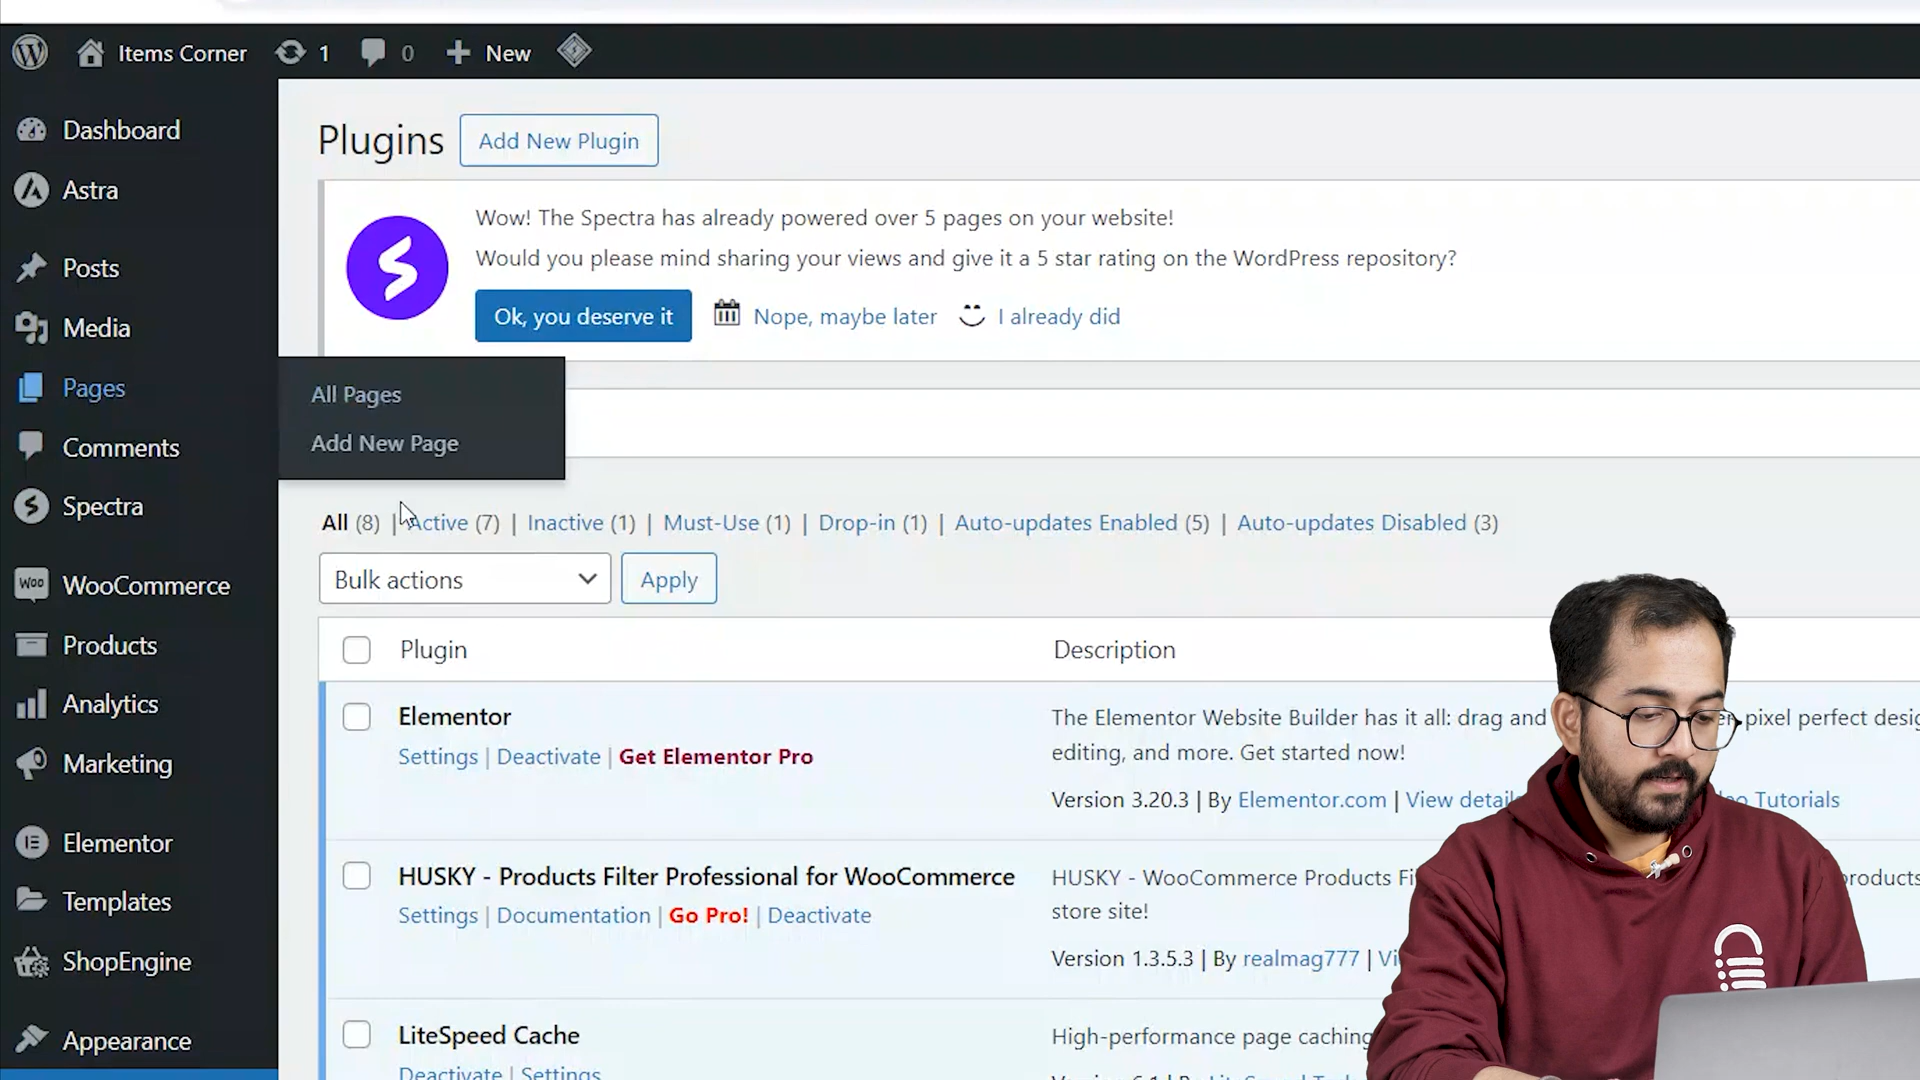 Items Corner 1 0 New
Dashboard
Astra
Posts
Media
Pages
Comments
Spectra
WooCommerce
Products
Analytics
Marketing
Elementor
Templates
ShopEngine
Appearance
All Pages
Add New Page
Plugins Add New Plugin
Wow! The Spectra has already powered over 5 pages on your website!
Would you please mind sharing your views and give it a 5 star rating on the WordPress repository?
Ok, you deserve it Nope, maybe later I already did
All (8) | Active (7) | Inactive (1) | Must-Use (1) | Drop-in (1) | Auto-updates Enabled (5) | Auto-updates Disabled (3)
Bulk actions Apply
Plugin Description
Elementor
Settings | Deactivate | Get Elementor Pro
The Elementor Website Builder has it all: drag and pixel perfect
editing, and more. Get started now!
Version 3.20.3 | By Elementor.com | View Tutorials
HUSKY - Products Filter Professional for WooCommerce
Settings | Documentation | Go Pro! | Deactivate
HUSKY - WooCommerce Products
store site!
Version 1.3.5.3 | By realmag777 |
LiteSpeed Cache
Deactivate | Settings
High-performance page caching